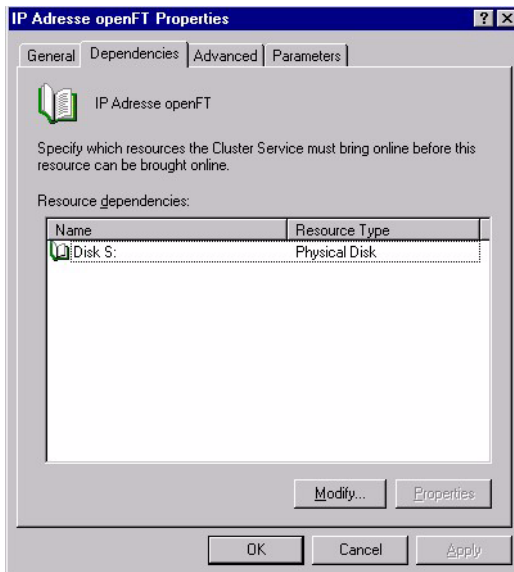 IP Adresse openFT Properties
General Dependencies Advanced Parameters
IP Adresse openFT
Specify which resources the Cluster Service must bring online before this
resource can be brought online.
Resource dependencies:
Name Resource Type
Disk S: Physical Disk
Modify... Properties
OK Cancel Apply